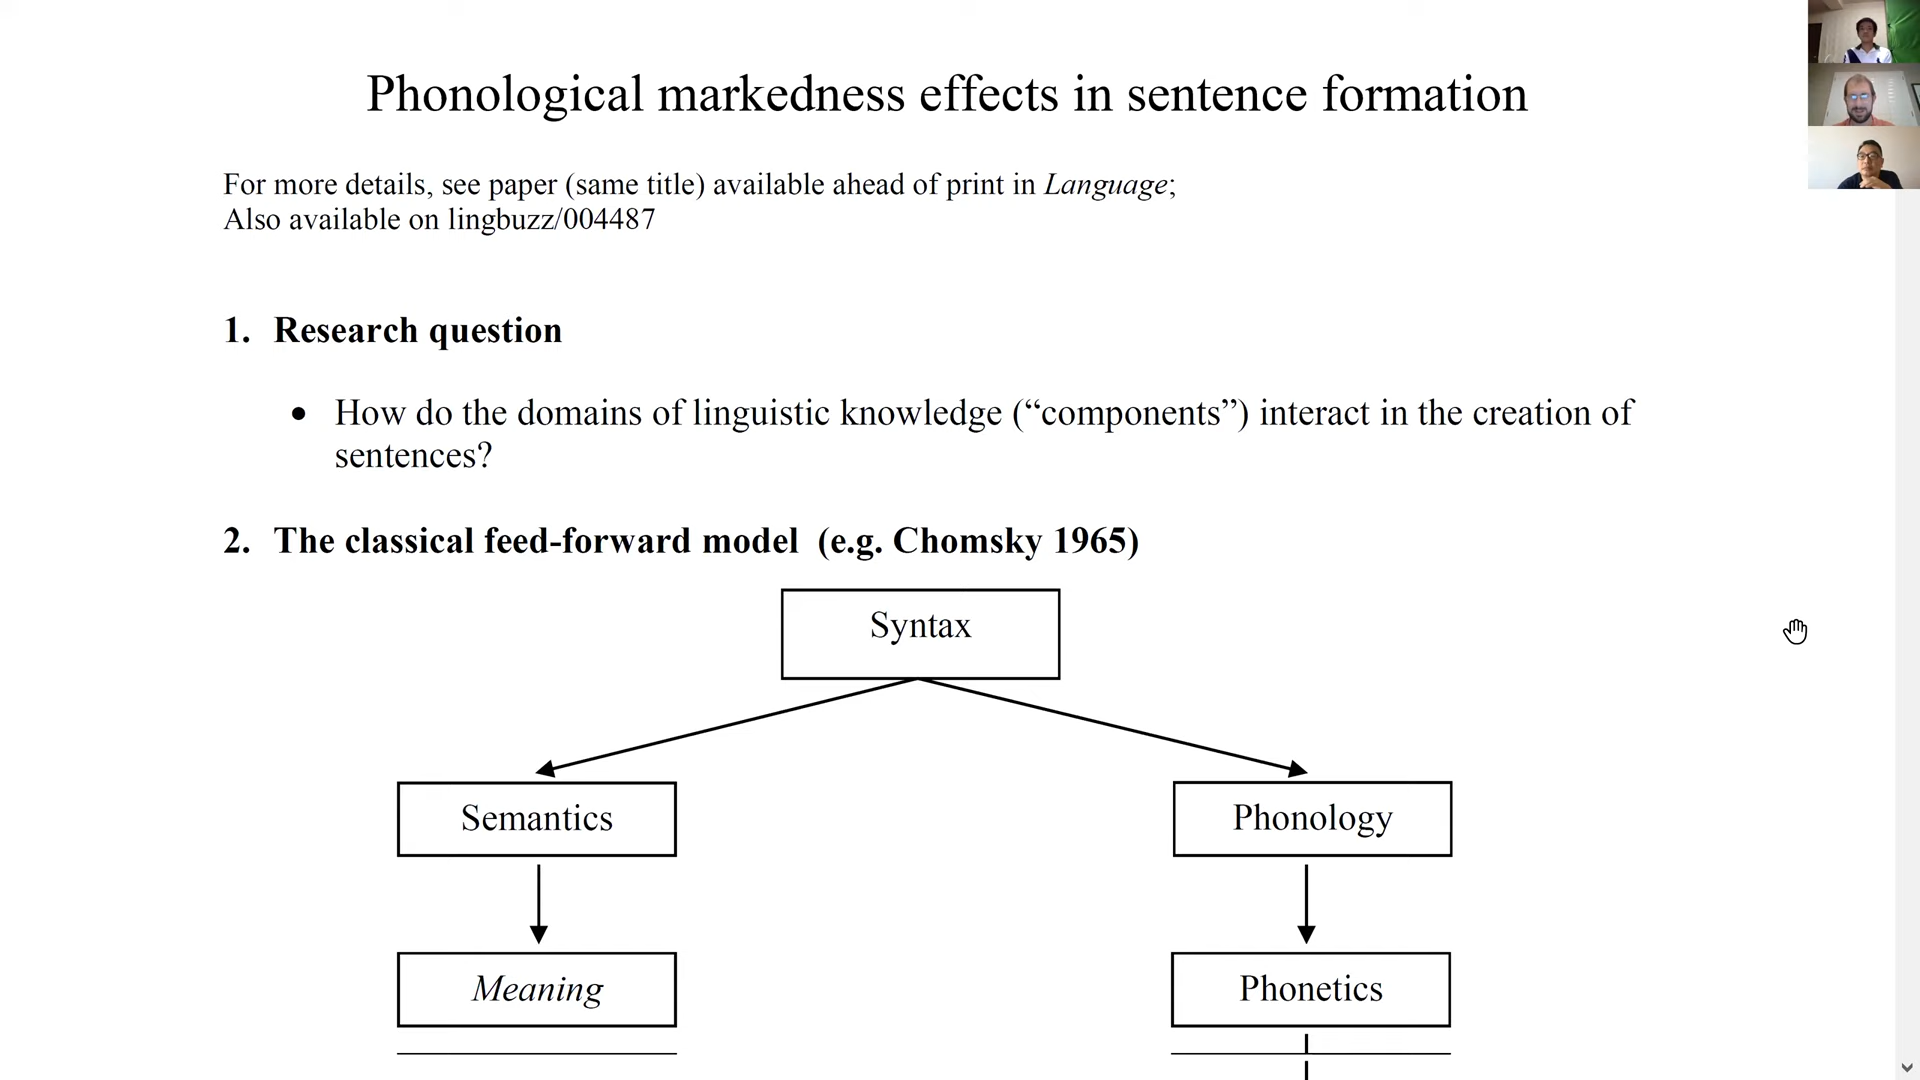 Phonological markedness effects in sentence formation
For more details, see paper (same title) available ahead of print in Language;
Also available on lingbuzz/004487
1. Research question
• How do the domains of linguistic knowledge (“components”) interact in the creation of
sentences?
2. The classical feed-forward model (e.g. Chomsky 1965)
Syntax
Semantics
Phonology
Meaning
Phonetics